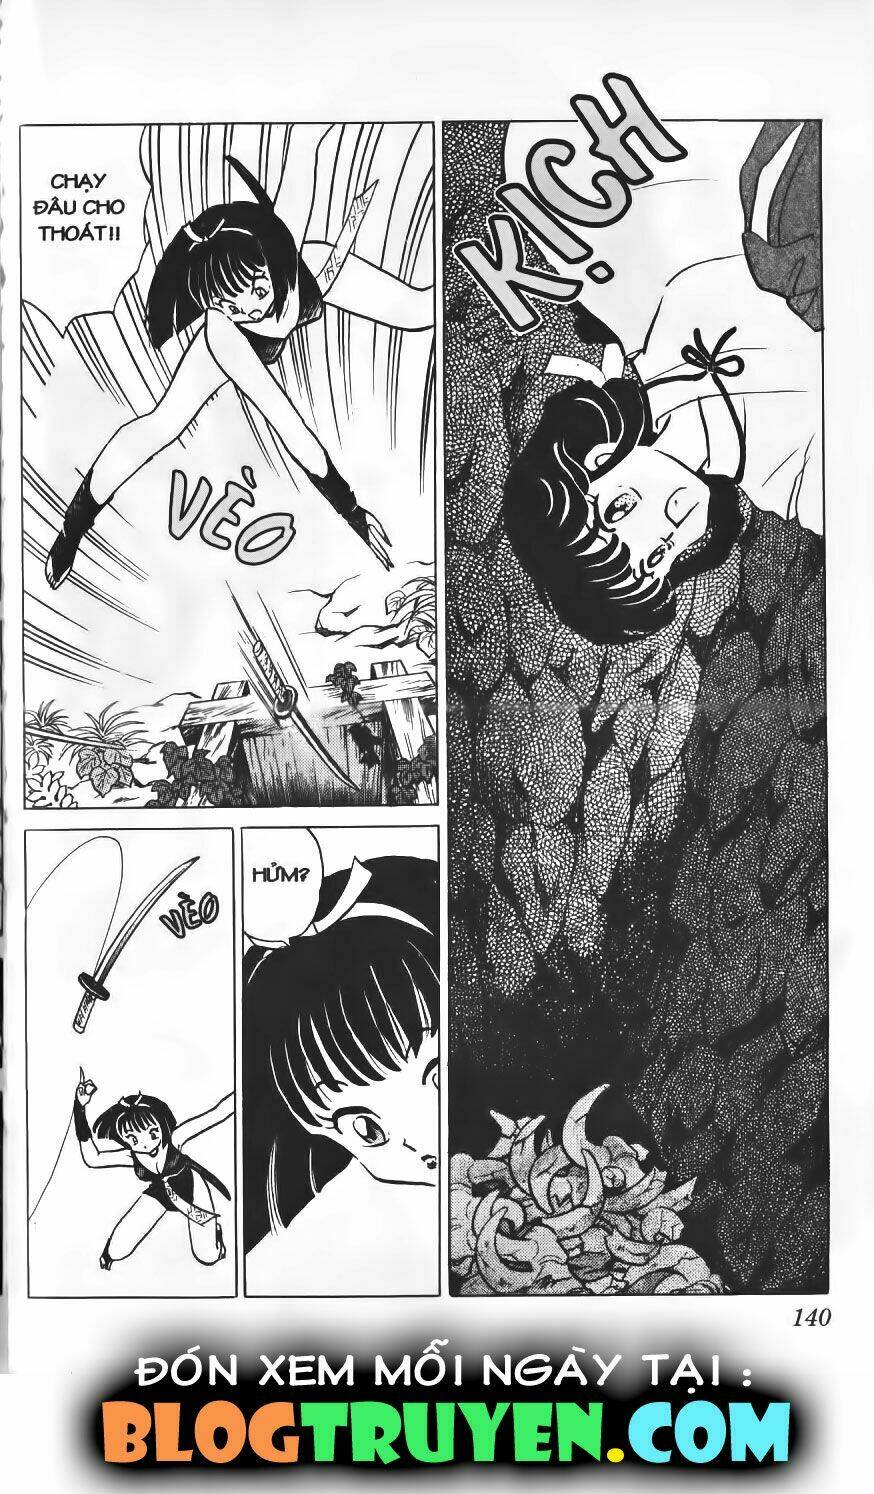 KỊCH
CHẠY
ĐÂU CHO
THOÁT!!
VÈO
HỬM?
VÈO
140
ĐÓN XEM MỖI NGÀY TẠI :
BLOGTRUYEN.COM